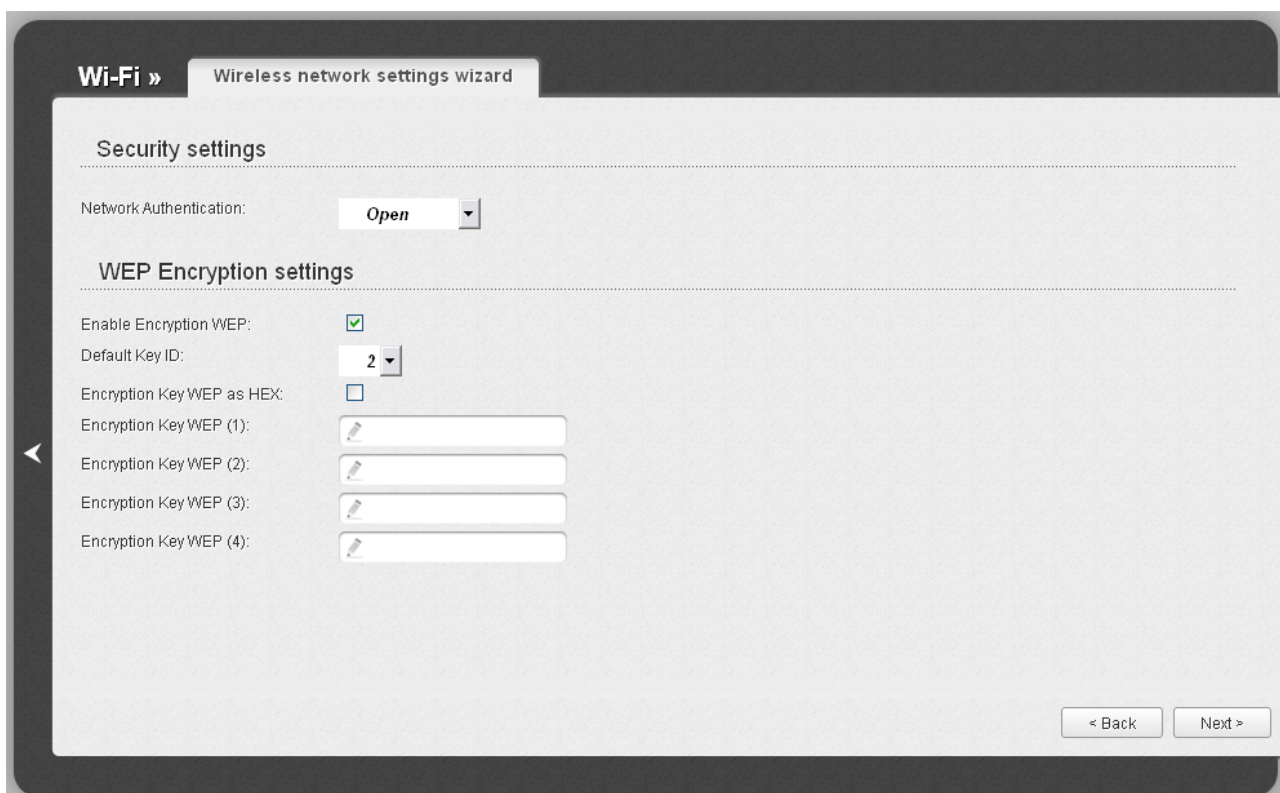 Wi-Fi » Wireless network settings wizard
Security settings
Network Authentication: Open
WEP Encryption settings
Enable Encryption WEP:
Default Key ID: 2
Encryption Key WEP as HEX:
Encryption Key WEP (1):
Encryption Key WEP (2):
Encryption Key WEP (3):
Encryption Key WEP (4):
< Back Next >